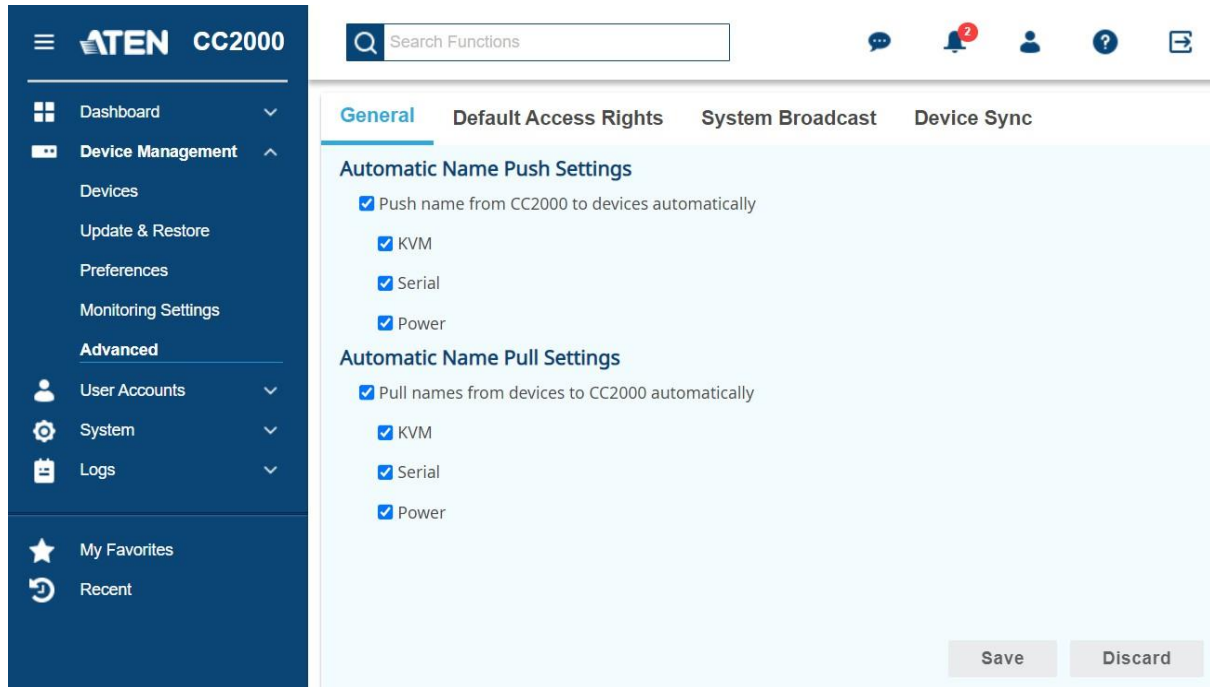 ATEN CC2000
Search Functions
2
?
Dashboard
Device Management
Devices
Update & Restore
Preferences
Monitoring Settings
Advanced
User Accounts
System
Logs
My Favorites
Recent
General Default Access Rights System Broadcast Device Sync
Automatic Name Push Settings
Push name from CC2000 to devices automatically
KVM
Serial
Power
Automatic Name Pull Settings
Pull names from devices to CC2000 automatically
KVM
Serial
Power
Save Discard